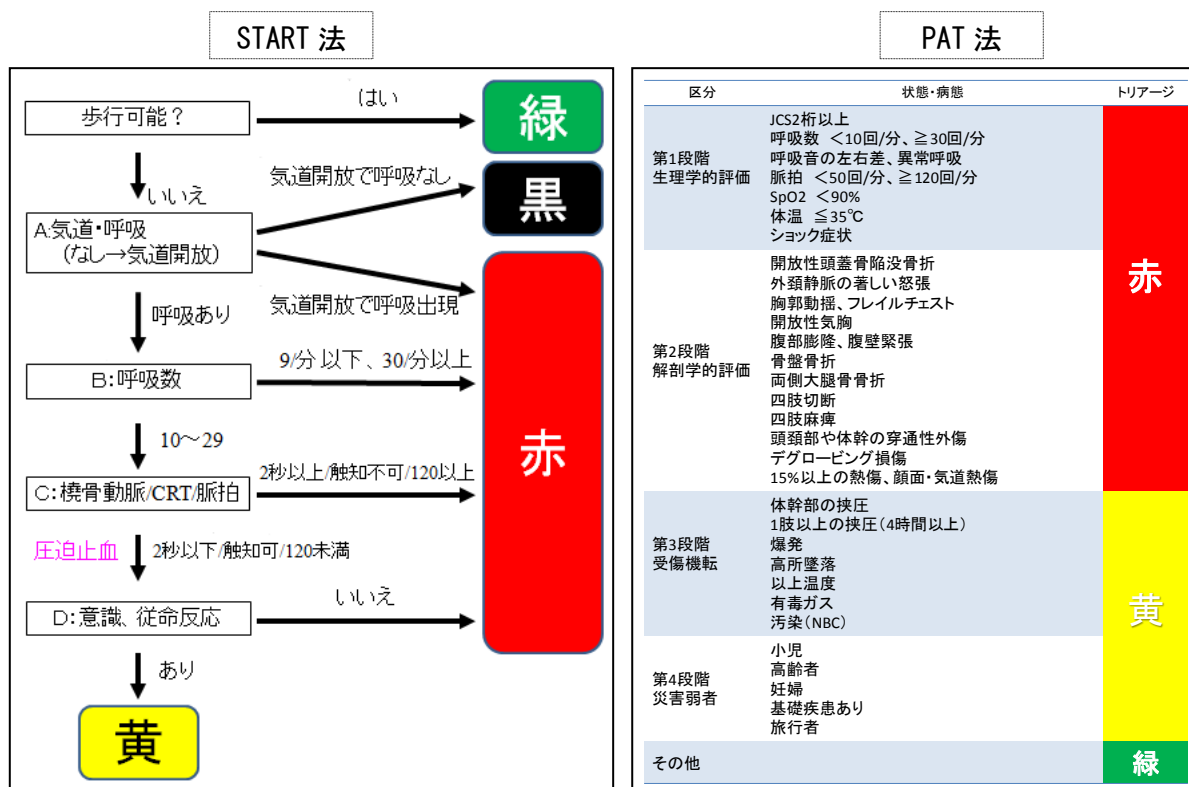 START 法
歩行可能？
はい
緑
いいえ
気道開放で呼吸なし
黒
A:気道・呼吸
(なし→気道開放)
気道開放で呼吸出現
呼吸あり
B:呼吸数
9/分以下、30/分以上
赤
10～29
C:橈骨動脈/CRT/脈拍
2秒以上/触知不可/120以上
圧迫止血
2秒以下/触知可/120未満
D:意識、従命反応
いいえ
あり
黄
PAT 法
区分 状態・病態 トリアージ
第1段階
生理学的評価
JCS2桁以上
呼吸数 ＜10回/分、≧30回/分
呼吸音の左右差、異常呼吸
脈拍 ＜50回/分、≧120回/分
SpO2 ＜90%
体温 ≦35℃
ショック症状
第2段階
解剖学的評価
開放性頭蓋骨陥没骨折
外頚静脈の著しい怒張
胸郭動揺、フレイルチェスト
開放性気胸
腹部膨隆、腹壁緊張
骨盤骨折
両側大腿骨骨折
四肢切断
四肢麻痺
頭頚部や体幹の穿通性外傷
デグロービング損傷
15%以上の熱傷、顔面・気道熱傷
赤
第3段階
受傷機転
体幹部の挟圧
1肢以上の挟圧(4時間以上)
爆発
高所墜落
以上温度
有毒ガス
汚染(NBC)
第4段階
災害弱者
小児
高齢者
妊婦
基礎疾患あり
旅行者
黄
その他
緑